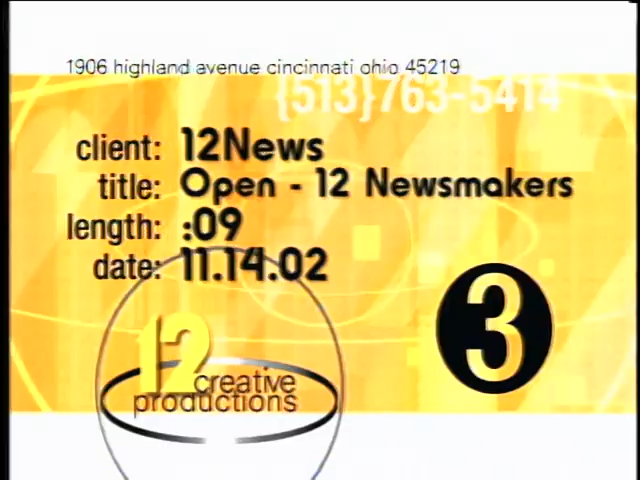 1906 highland avenue cincinnati ohio 45219
{513}763-5414
client: 12News
title: Open - 12 Newsmakers
length: :09
date: 11.14.02
3
12
creative
productions